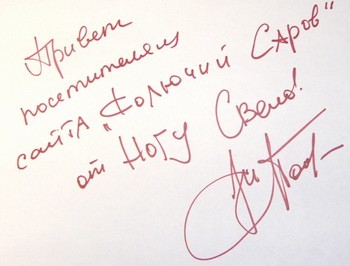 Привет
посетителям
сайта "Колючий Саров"
от Ногу Свело!